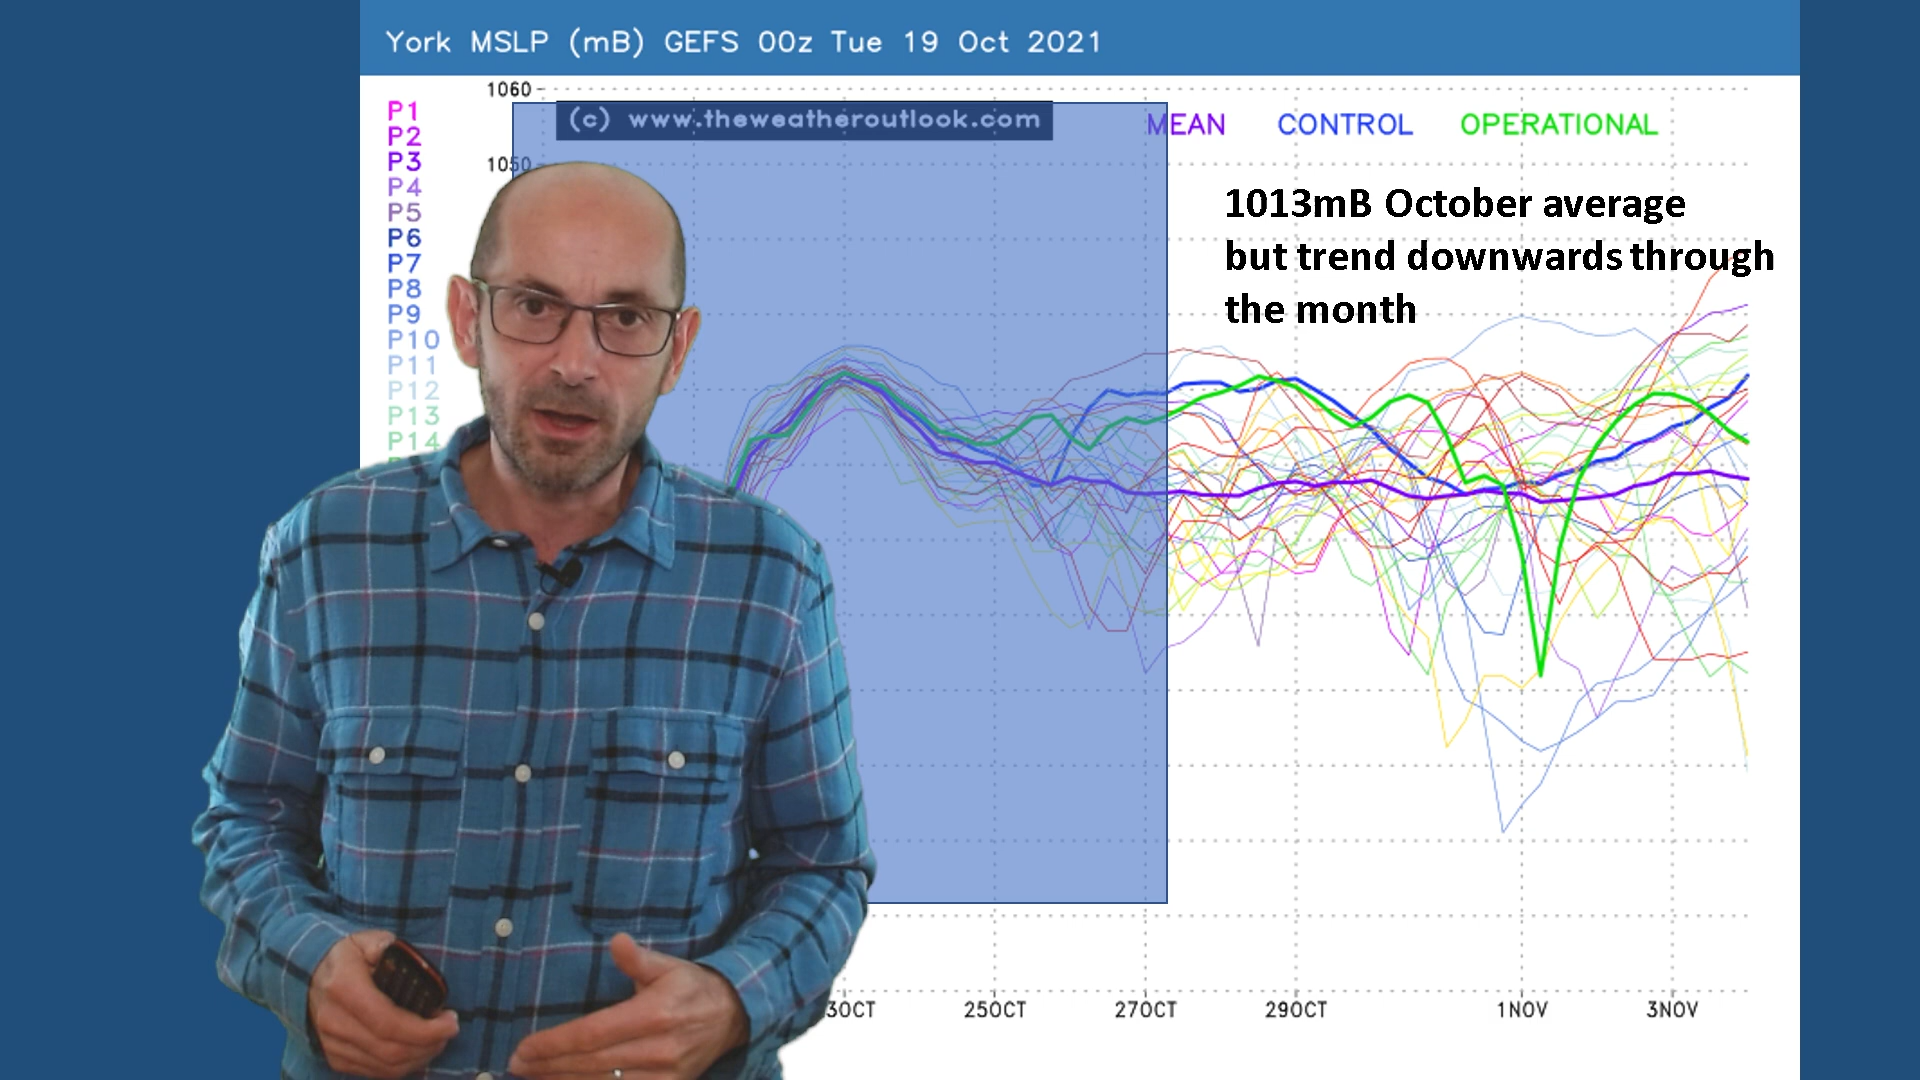 York MSLP (mB) GEFS 00z Tue 19 Oct 2021
1060
(c) www.theweatheroutlook.com
MEAN CONTROL OPERATIONAL
1050
P1
P2
P3
P4
P5
P6
P7
P8
P9
P10
P11
P12
P13
P14
1013mB October average
but trend downwards through
the month
3OCT 25OCT 27OCT 29OCT 1NOV 3NOV